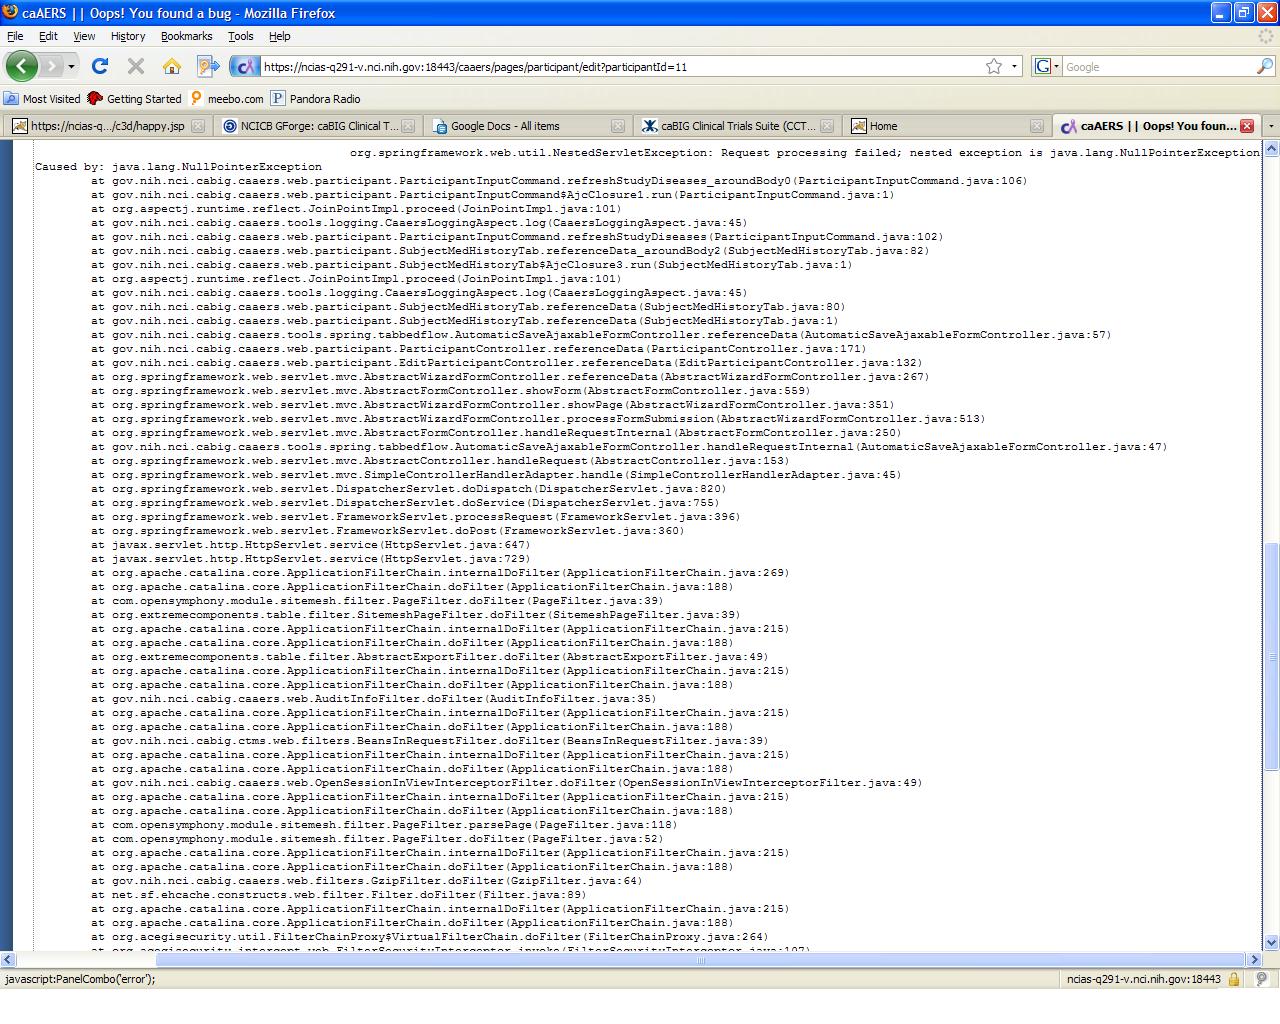 caAERS || Oops! You found a bug - Mozilla Firefox
File Edit View History Bookmarks Tools Help
https://ncias-q291-v.nci.nih.gov:18443/caaers/pages/participant/edit?participantId=11
G Google
Most Visited Getting Started meebo.com P Pandora Radio
https://ncias-q.../c3d/happy.jsp NCICB GForge: caBIG Clinical T... Google Docs - All items caBIG Clinical Trials Suite (CCT... Home caAERS || Oops! You foun...
org.springframework.web.util.NestedServletException: Request processing failed; nested exception is java.lang.NullPointerException
Caused by: java.lang.NullPointerException
at gov.nih.nci.cabig.caaers.web.participant.ParticipantInputCommand.refreshStudyDiseases_aroundBody0(ParticipantInputCommand.java:106)
at gov.nih.nci.cabig.caaers.web.participant.ParticipantInputCommand$AjcClosure1.run(ParticipantInputCommand.java:1)
at org.aspectj.runtime.reflect.JoinPointImpl.proceed(JoinPointImpl.java:101)
at gov.nih.nci.cabig.caaers.tools.logging.CaaersLoggingAspect.log(CaaersLoggingAspect.java:45)
at gov.nih.nci.cabig.caaers.web.participant.ParticipantInputCommand.refreshStudyDiseases(ParticipantInputCommand.java:102)
at gov.nih.nci.cabig.caaers.web.participant.SubjectMedHistoryTab.referenceData_aroundBody2(SubjectMedHistoryTab.java:82)
at gov.nih.nci.cabig.caaers.web.participant.SubjectMedHistoryTab$AjcClosure3.run(SubjectMedHistoryTab.java:1)
at org.aspectj.runtime.reflect.JoinPointImpl.proceed(JoinPointImpl.java:101)
at gov.nih.nci.cabig.caaers.tools.logging.CaaersLoggingAspect.log(CaaersLoggingAspect.java:45)
at gov.nih.nci.cabig.caaers.web.participant.SubjectMedHistoryTab.referenceData(SubjectMedHistoryTab.java:80)
at gov.nih.nci.cabig.caaers.web.participant.SubjectMedHistoryTab.referenceData(SubjectMedHistoryTab.java:1)
at gov.nih.nci.cabig.caaers.tools.spring.tabbedflow.AutomaticSaveAjaxableFormController.referenceData(AutomaticSaveAjaxableFormController.java:57)
at gov.nih.nci.cabig.caaers.web.participant.ParticipantController.referenceData(ParticipantController.java:171)
at gov.nih.nci.cabig.caaers.web.participant.EditParticipantController.referenceData(EditParticipantController.java:132)
at org.springframework.web.servlet.mvc.AbstractWizardFormController.referenceData(AbstractWizardFormController.java:267)
at org.springframework.web.servlet.mvc.AbstractFormController.showForm(AbstractFormController.java:559)
at org.springframework.web.servlet.mvc.AbstractWizardFormController.showPage(AbstractWizardFormController.java:351)
at org.springframework.web.servlet.mvc.AbstractWizardFormController.processFormSubmission(AbstractWizardFormController.java:513)
at org.springframework.web.servlet.mvc.AbstractFormController.handleRequestInternal(AbstractFormController.java:250)
at gov.nih.nci.cabig.caaers.tools.spring.tabbedflow.AutomaticSaveAjaxableFormController.handleRequestInternal(AutomaticSaveAjaxableFormController.java:47)
at org.springframework.web.servlet.mvc.AbstractController.handleRequest(AbstractController.java:153)
at org.springframework.web.servlet.mvc.SimpleControllerHandlerAdapter.handle(SimpleControllerHandlerAdapter.java:45)
at org.springframework.web.servlet.DispatcherServlet.doDispatch(DispatcherServlet.java:820)
at org.springframework.web.servlet.DispatcherServlet.doService(DispatcherServlet.java:755)
at org.springframework.web.servlet.FrameworkServlet.processRequest(FrameworkServlet.java:396)
at org.springframework.web.servlet.FrameworkServlet.doPost(FrameworkServlet.java:360)
at javax.servlet.http.HttpServlet.service(HttpServlet.java:647)
at javax.servlet.http.HttpServlet.service(HttpServlet.java:729)
at org.apache.catalina.core.ApplicationFilterChain.internalDoFilter(ApplicationFilterChain.java:269)
at org.apache.catalina.core.ApplicationFilterChain.doFilter(ApplicationFilterChain.java:188)
at com.opensymphony.module.sitemesh.filter.PageFilter.doFilter(PageFilter.java:39)
at org.extremecomponents.table.filter.SitemeshPageFilter.doFilter(SitemeshPageFilter.java:39)
at org.apache.catalina.core.ApplicationFilterChain.internalDoFilter(ApplicationFilterChain.java:215)
at org.apache.catalina.core.ApplicationFilterChain.doFilter(ApplicationFilterChain.java:188)
at org.extremecomponents.table.filter.AbstractExportFilter.doFilter(AbstractExportFilter.java:49)
at org.apache.catalina.core.ApplicationFilterChain.internalDoFilter(ApplicationFilterChain.java:215)
at org.apache.catalina.core.ApplicationFilterChain.doFilter(ApplicationFilterChain.java:188)
at gov.nih.nci.cabig.caaers.web.AuditInfoFilter.doFilter(AuditInfoFilter.java:35)
at org.apache.catalina.core.ApplicationFilterChain.internalDoFilter(ApplicationFilterChain.java:215)
at org.apache.catalina.core.ApplicationFilterChain.doFilter(ApplicationFilterChain.java:188)
at gov.nih.nci.cabig.ctms.web.filters.BeansInRequestFilter.doFilter(BeansInRequestFilter.java:39)
at org.apache.catalina.core.ApplicationFilterChain.internalDoFilter(ApplicationFilterChain.java:215)
at org.apache.catalina.core.ApplicationFilterChain.doFilter(ApplicationFilterChain.java:188)
at gov.nih.nci.cabig.caaers.web.OpenSessionInViewInterceptorFilter.doFilter(OpenSessionInViewInterceptorFilter.java:49)
at org.apache.catalina.core.ApplicationFilterChain.internalDoFilter(ApplicationFilterChain.java:215)
at org.apache.catalina.core.ApplicationFilterChain.doFilter(ApplicationFilterChain.java:188)
at com.opensymphony.module.sitemesh.filter.PageFilter.parsePage(PageFilter.java:118)
at com.opensymphony.module.sitemesh.filter.PageFilter.doFilter(PageFilter.java:52)
at org.apache.catalina.core.ApplicationFilterChain.internalDoFilter(ApplicationFilterChain.java:215)
at org.apache.catalina.core.ApplicationFilterChain.doFilter(ApplicationFilterChain.java:188)
at gov.nih.nci.cabig.caaers.web.filters.GzipFilter.doFilter(GzipFilter.java:64)
at net.sf.ehcache.constructs.web.filter.Filter.doFilter(Filter.java:89)
at org.apache.catalina.core.ApplicationFilterChain.internalDoFilter(ApplicationFilterChain.java:215)
at org.apache.catalina.core.ApplicationFilterChain.doFilter(ApplicationFilterChain.java:188)
at org.acegisecurity.util.FilterChainProxy$VirtualFilterChain.doFilter(FilterChainProxy.java:264)
at org.acegisecurity.intercept.web.FilterSecurityInterceptor.invoke(FilterSecurityInterceptor.java:107)
javascript:PanelCombo('error'); ncias-q291-v.nci.nih.gov:18443